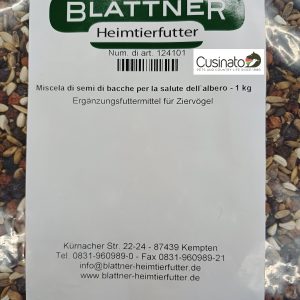 BLATTNER
Heimtierfutter
Num. di art. 124101
Cusinato
Miscela di semi di bacche per la salute dell'albero - 1 kg
Ergänzungsfuttermittel für Ziervögel
Kürnacher Str. 22-24 - 87439 Kempten
Tel. 0831-960989-0 - Fax 0831-960989-21
info@blattner-heimtierfutter.de
www.blattner-heimtierfutter.de